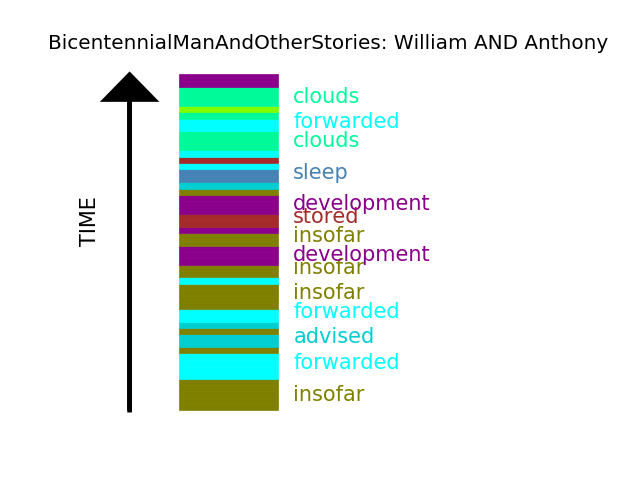 BicentennialManAndOtherStories: William AND Anthony
clouds
forwarded
clouds
sleep
development
stored
insofar
development
insofar
insofar
forwarded
advised
forwarded
insofar
TIME